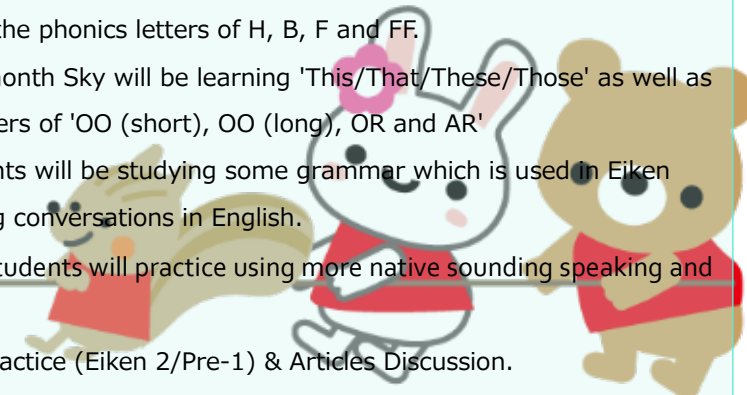 the phonics letters of H, B, F and FF.
month Sky will be learning 'This/That/These/Those' as well as
ers of 'OO (short), OO (long), OR and AR'
nts will be studying some grammar which is used in Eiken
g conversations in English.
students will practice using more native sounding speaking and
actice (Eiken 2/Pre-1) & Articles Discussion.